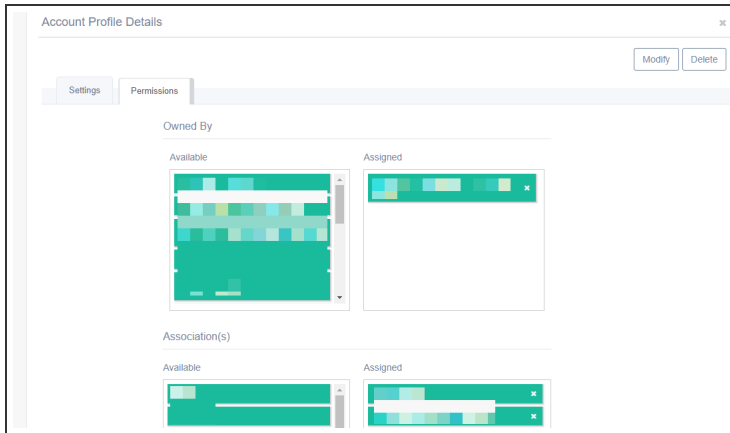 Account Profile Details
Modify Delete
Settings Permissions
Owned By
Available Assigned
Association(s)
Available Assigned